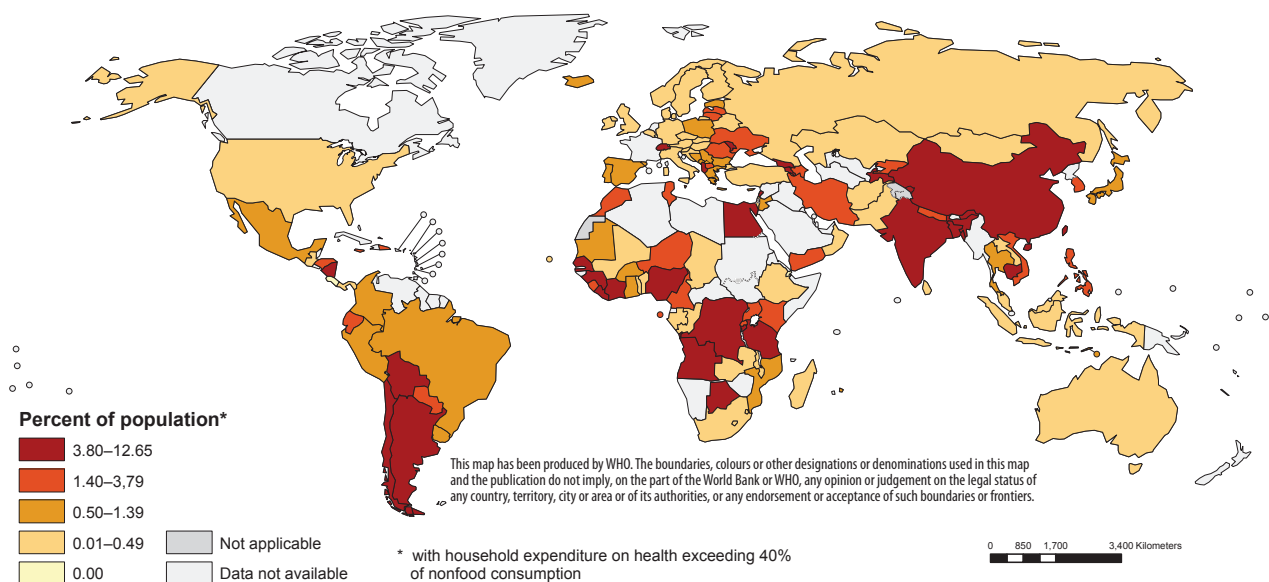 Percent of population*
3.80–12.65
1.40–3,79
0.50–1.39
0.01–0.49
0.00
Not applicable
Data not available
This map has been produced by WHO. The boundaries, colours or other designations or denominations used in this map
and the publication do not imply, on the part of the World Bank or WHO, any opinion or judgement on the legal status of
any country, territory, city or area or of its authorities, or any endorsement or acceptance of such boundaries or frontiers.
* with household expenditure on health exceeding 40%
of nonfood consumption
0 850 1,700 3,400 Kilometers